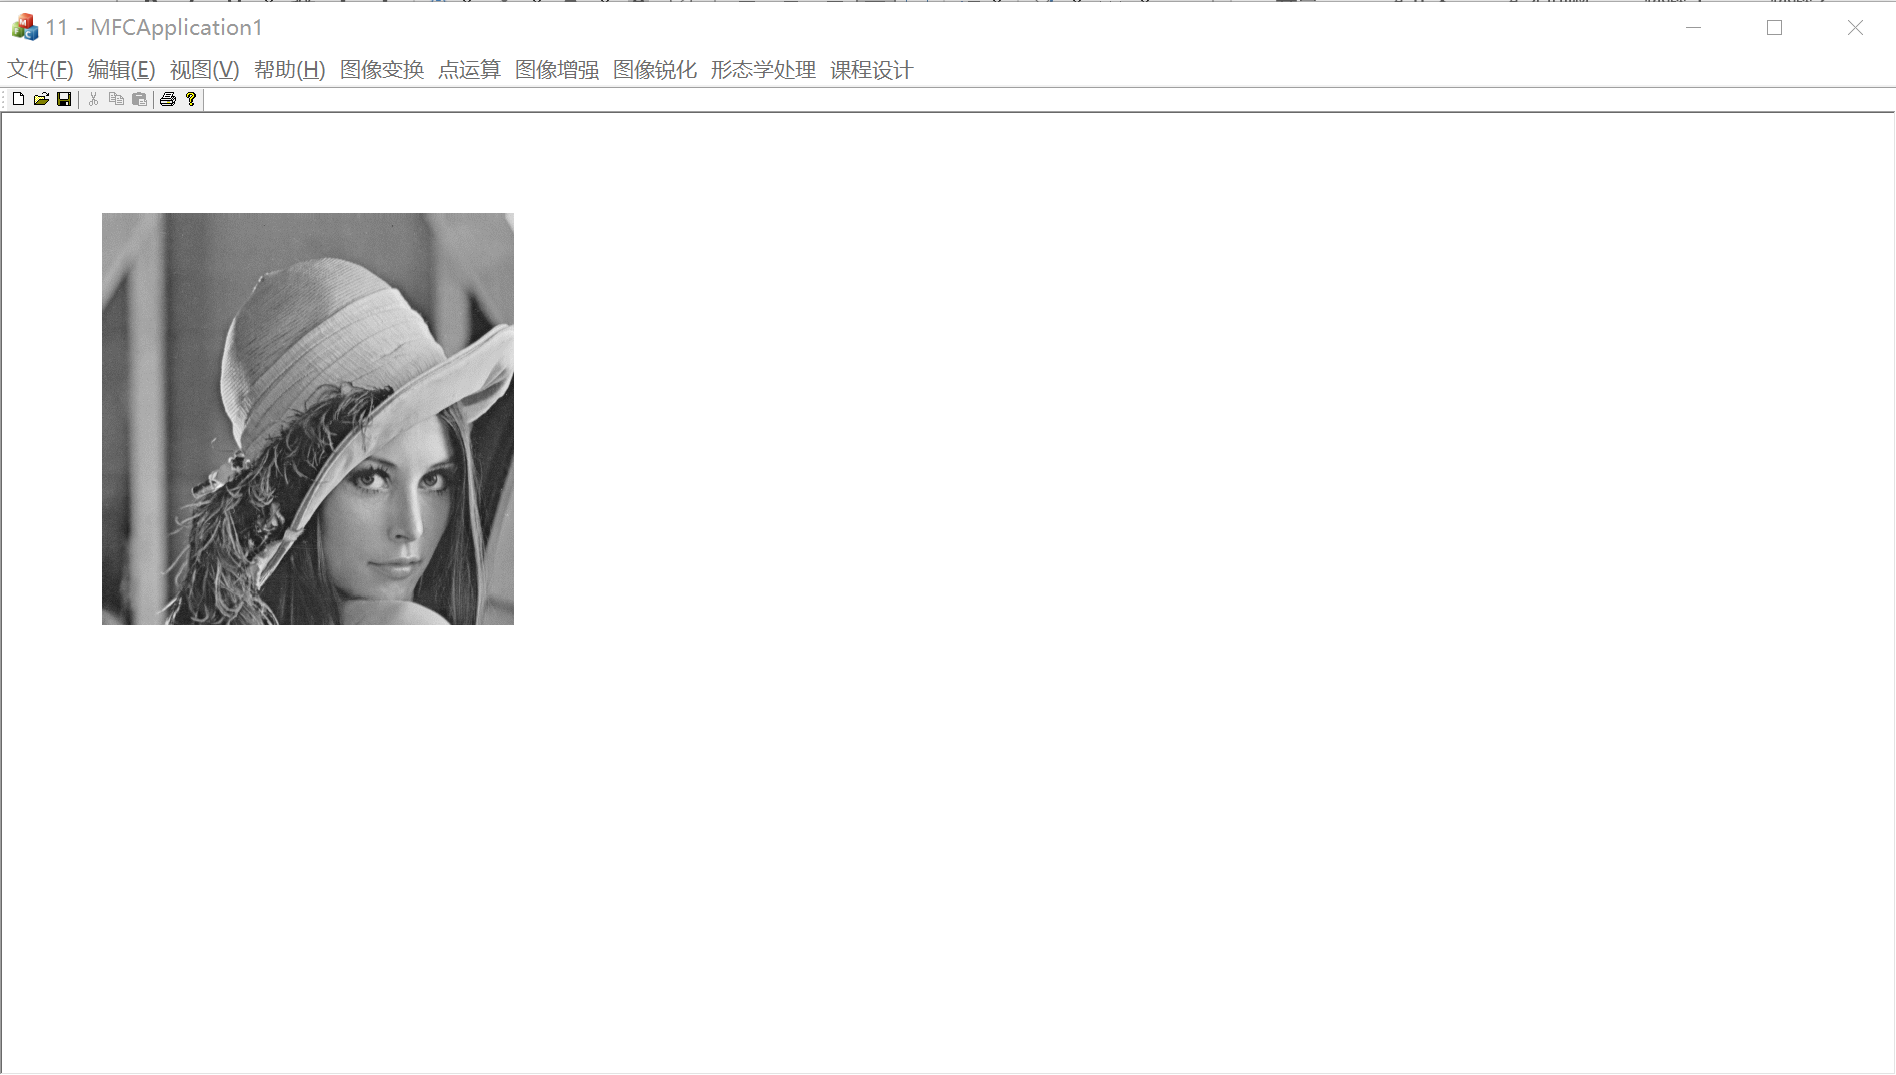 11 - MFCApplication1
文件(F) 编辑(E) 视图(V) 帮助(H) 图像变换 点运算 图像增强 图像锐化 形态学处理 课程设计